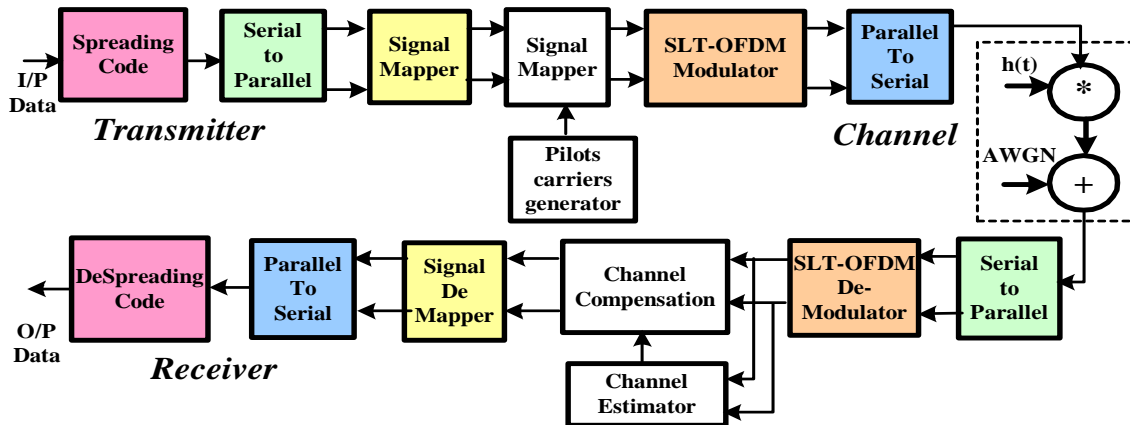 I/P
Data
Spreading
Code
Serial
to
Parallel
Signal
Mapper
Signal
Mapper
SLT-OFDM
Modulator
Parallel
To
Serial
Transmitter
Pilots
carriers
generator
Channel
h(t)
*
AWGN
+
DeSpreading
Code
Parallel
To
Serial
Signal
De
Mapper
Channel
Compensation
SLT-OFDM
De-
Modulator
Serial
to
Parallel
O/P
Data
Receiver
Channel
Estimator